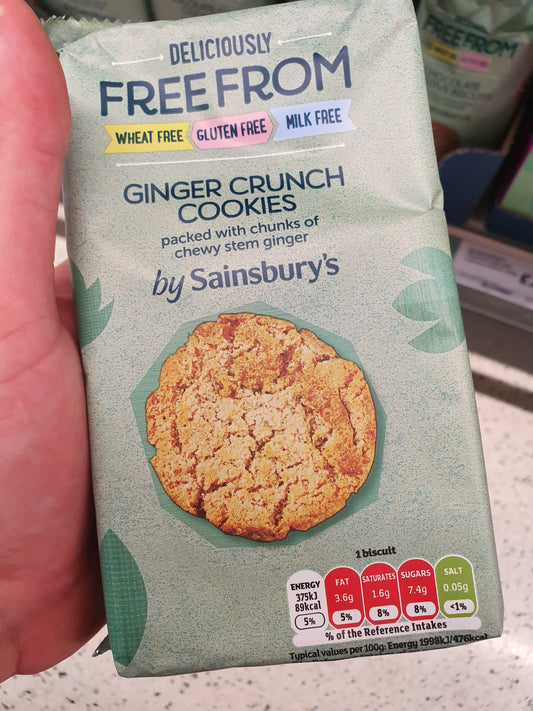 DELICIOUSLY
FREE FROM
WHEAT FREE GLUTEN FREE MILK FREE
GINGER CRUNCH
COOKIES
packed with chunks of
chewy stem ginger
by Sainsbury's
1 biscuit
ENERGY
375kJ
89kcal
5%
FAT
3.6g
5%
SATURATES
1.6g
8%
SUGARS
7.4g
8%
SALT
0.05g
<1%
% of the Reference Intakes
Typical values per 100g: Energy 1998kJ/476kcal
FREE FROM